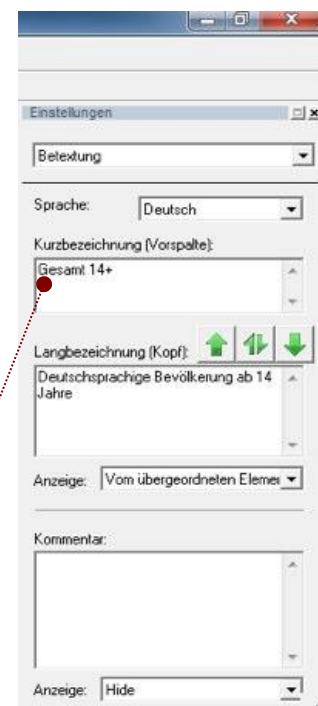 Einstellungen
Betextung
Sprache: Deutsch
Kurzbezeichnung (Vorspalte):
Gesamt 14+
Langbezeichnung (Kopf):
Deutschsprachige Bevölkerung ab 14
Jahre
Anzeige: Vom übergeordneten Elemei
Kommentar:
Anzeige: Hide